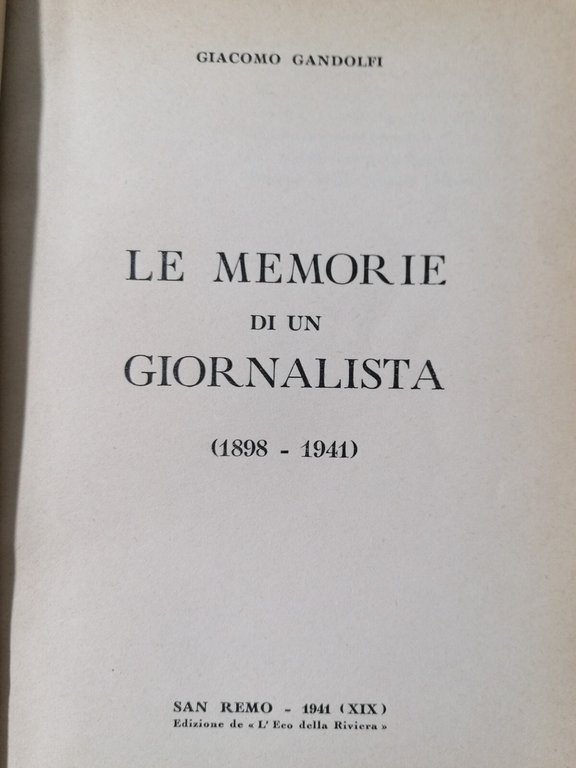 GIACOMO GANDOLFI
LE MEMORIE
DI UN
GIORNALISTA
(1898 - 1941)
SAN REMO - 1941 (XIX)
Edizione de « L' Eco della Riviera »